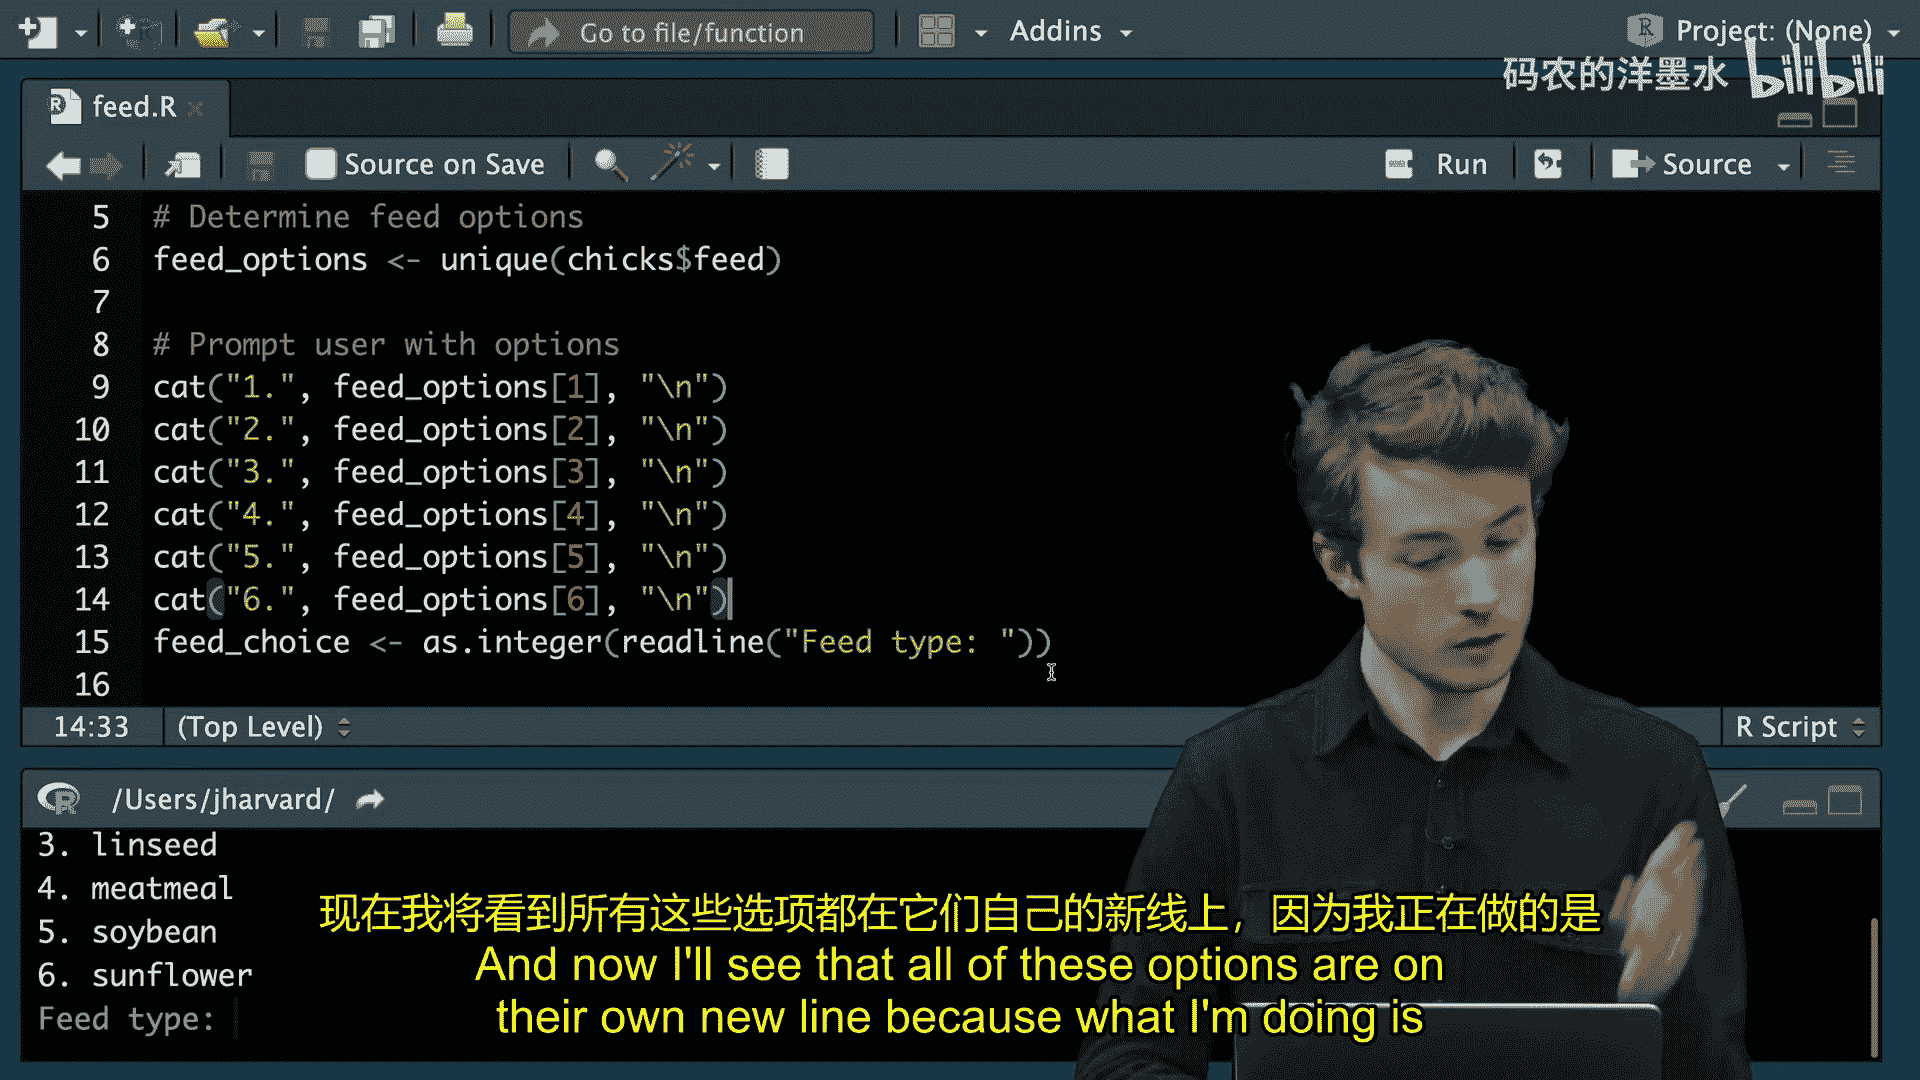 Go to file/function
Addins
Project: (None)
码农的洋墨水 bilibili
feed.R
Source on Save
Run
Source
5 # Determine feed options
6 feed_options <- unique(chicks$feed)
7
8 # Prompt user with options
9 cat("1.", feed_options[1], "\n")
10 cat("2.", feed_options[2], "\n")
11 cat("3.", feed_options[3], "\n")
12 cat("4.", feed_options[4], "\n")
13 cat("5.", feed_options[5], "\n")
14 cat("6.", feed_options[6], "\n")
15 feed_choice <- as.integer(readline("Feed type: "))
16
14:33 (Top Level) R Script
R /Users/jharvard/
3. linseed
4. meatmeal
5. soybean
6. sunflower
Feed type:
现在我将看到所有这些选项都在它们自己的新线上，因为我正在做的是
And now I'll see that all of these options are on
their own new line because what I'm doing is